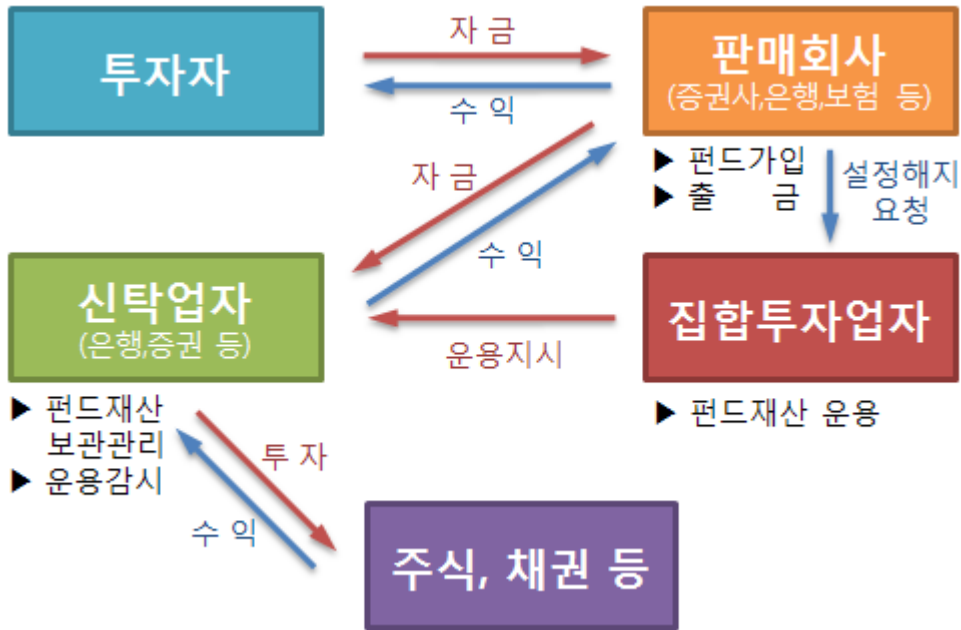 투자자
자 금
수 익
판매회사
(증권사,은행,보험 등)
▶ 펀드가입
▶ 출 금
설정해지
요청
자 금
수 익
신탁업자
(은행,증권 등)
운용지시
집합투자업자
▶ 펀드재산
보관관리
▶ 운용감시
▶ 펀드재산 운용
투 자
수 익
주식, 채권 등